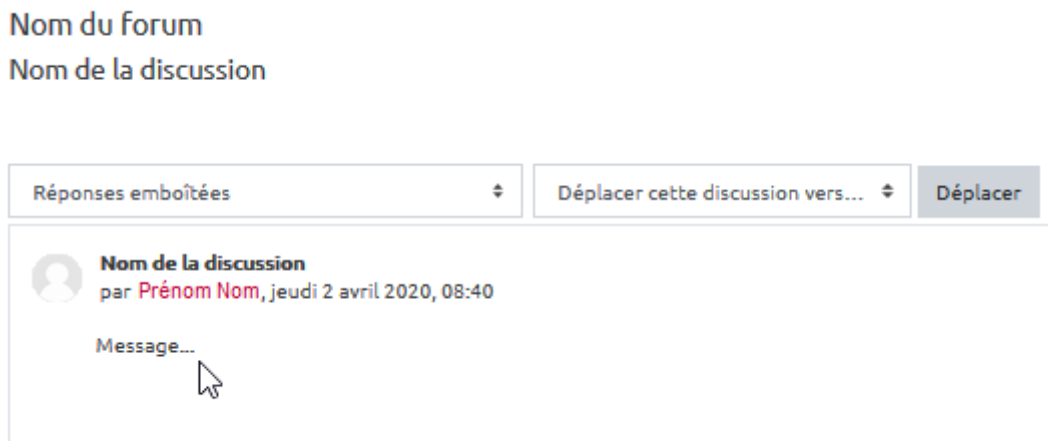 Nom du forum
Nom de la discussion
Réponses emboîtées
Déplacer cette discussion vers...
Déplacer
Nom de la discussion
par Prénom Nom, jeudi 2 avril 2020, 08:40
Message...